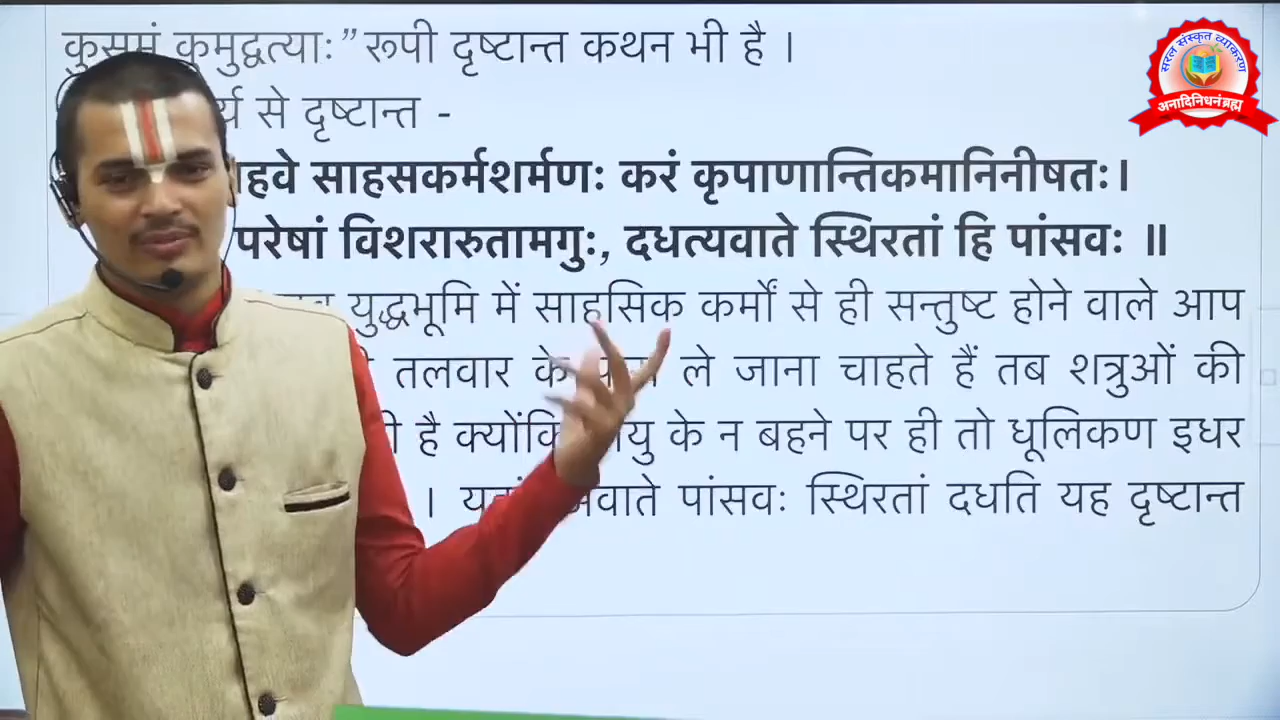 कुसुमं कुमुद्वत्याः” रूपी दृष्टान्त कथन भी है ।
से दृष्टान्त -
साहसकर्मशर्मणः करं कृपाणान्तिकमानिनीषतः।
परेषां विशरारुतामगुः, दधत्यवाते स्थिरतां हि पांसवः ॥
युद्धभूमि में साहसिक कर्मों से ही सन्तुष्ट होने वाले आप
तलवार के ले जाना चाहते हैं तब शत्रुओं की
है क्योंकि के न बहने पर ही तो धूलिकण इधर
। पांसवः स्थिरतां दधति यह दृष्टान्त
सरल संस्कृत व्याकरण
अनादिनिधनंब्रह्म